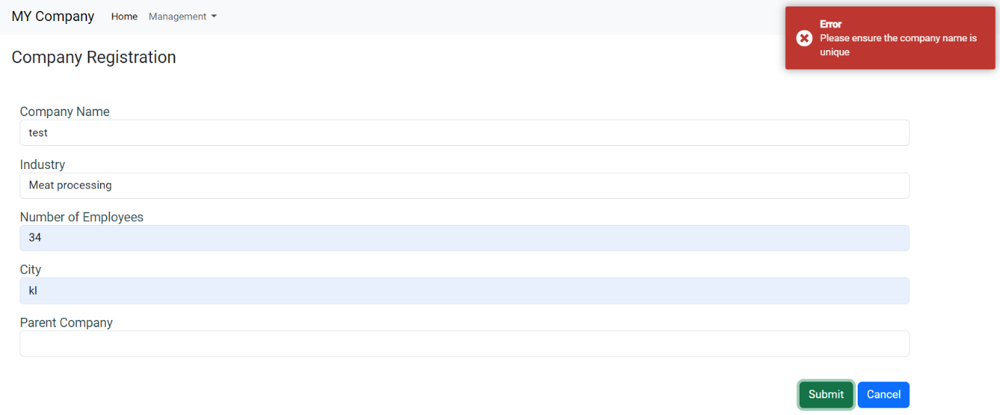 MY Company Home Management
Error
Please ensure the company name is
unique
Company Registration
Company Name
test
Industry
Meat processing
Number of Employees
34
City
kl
Parent Company
Submit Cancel